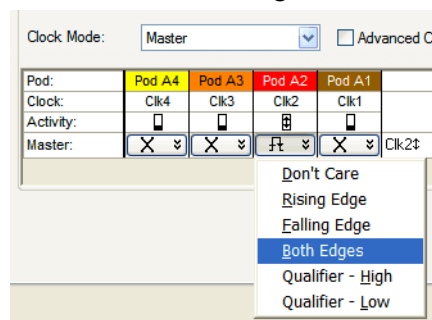 Clock Mode: Master Advanced C
Pod: Pod A4 Pod A3 Pod A2 Pod A1
Clock: Clk4 Clk3 Clk2 Clk1
Activity:
Master: X X X Clk2↕
Don't Care
Rising Edge
Falling Edge
Both Edges
Qualifier - High
Qualifier - Low